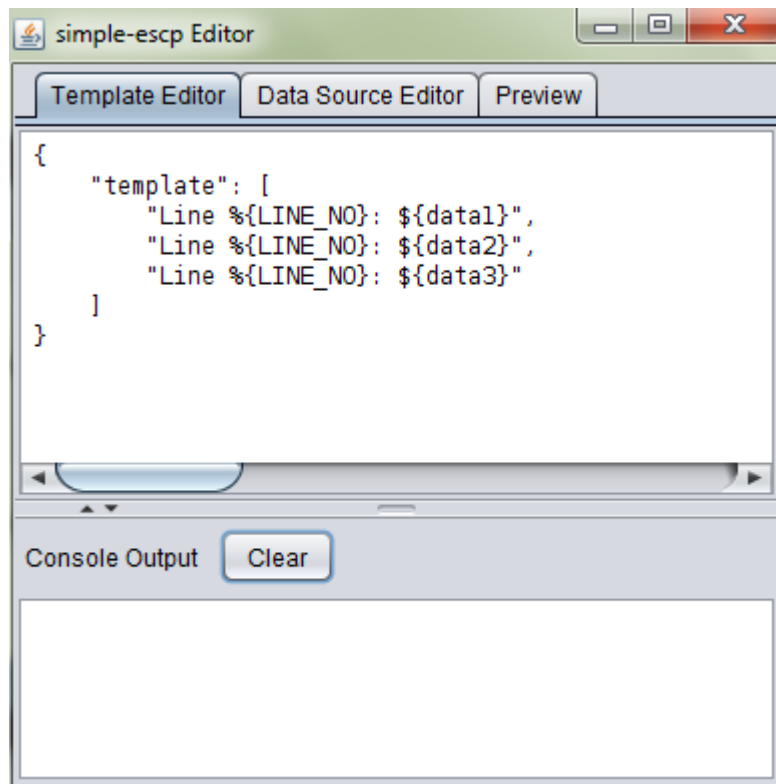 simple-escp Editor
Template Editor Data Source Editor Preview
{
    "template": [
        "Line %{LINE_NO}: ${data1}",
        "Line %{LINE_NO}: ${data2}",
        "Line %{LINE_NO}: ${data3}"
    ]
}
Console Output Clear